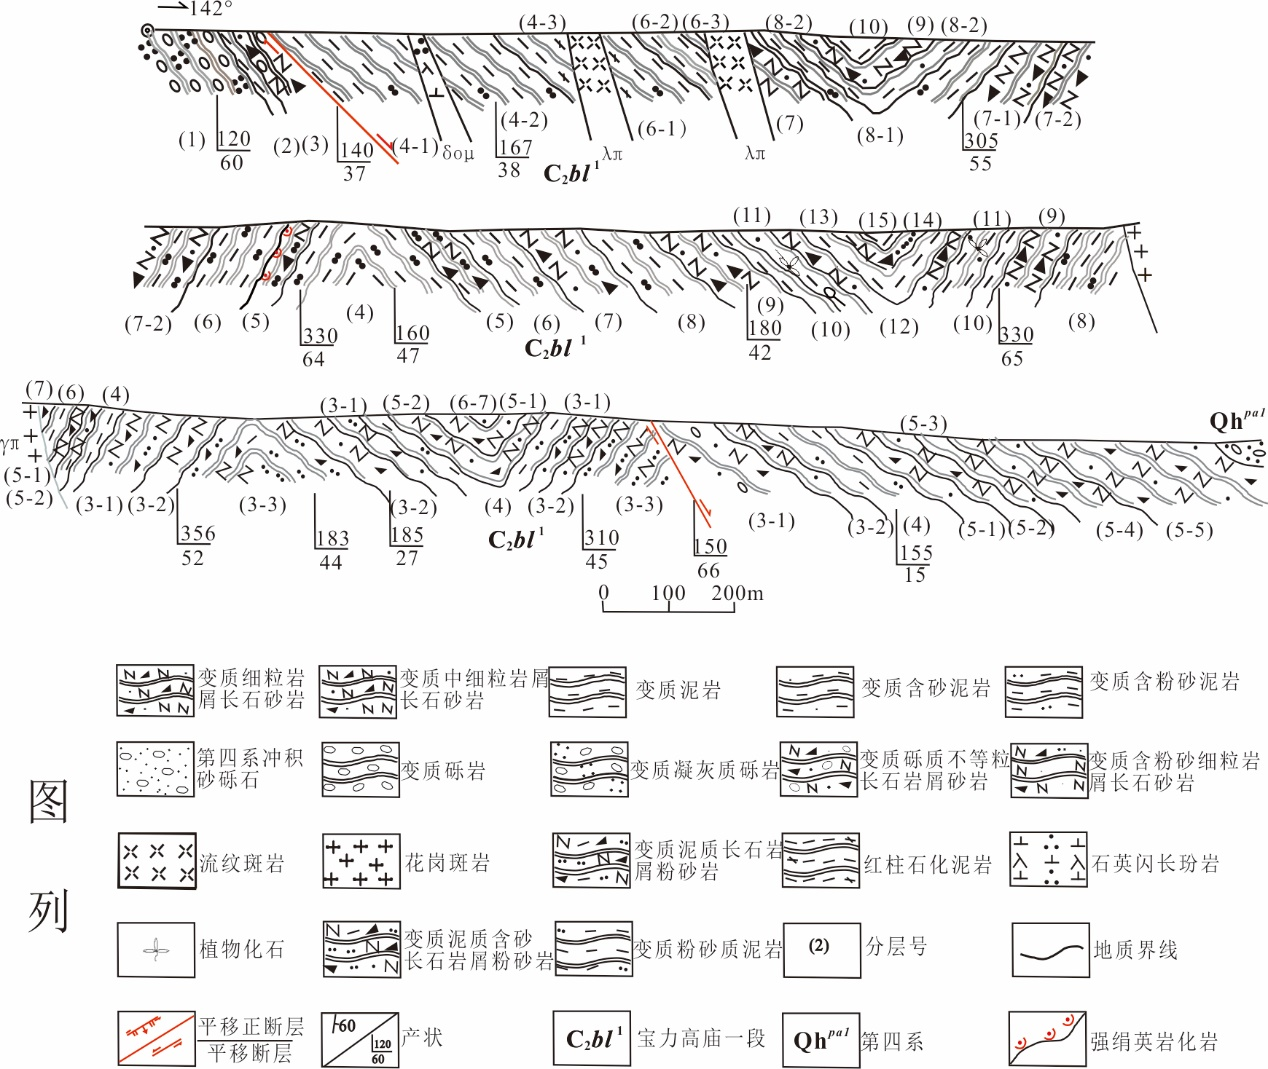 142°
(4-3) (6-2) (6-3) (8-2) (10) (9) (8-2)
(1) 120 (2) (3) 140 (4-1) δομ 167 (4-2) λπ (6-1) λπ (7) (8-1) 305 (7-1) (7-2)
60 37 38 55
C₂bl¹
(11) (13) (15) (14) (11) (9)
(7-2) (6) (5) 330 (4) 160 (5) (6) (7) (8) 180 (9) (10) (12) (10) 330 (8)
64 47 42 65
C₂bl¹
(7) (6) (4) (3-1) (5-2) (6-7) (5-1) (3-1) (5-3) Qhᵖᵃˡ
γπ
(5-1)
(5-2) (3-1) (3-2) (3-3) (3-2) (4) (3-2) (3-3) (3-1) (3-2) (4) (5-1) (5-2) (5-4) (5-5)
356 183 185 310 150 155
52 44 27 45 66 15
C₂bl¹
0 100 200m
图列
变质细粒岩屑长石砂岩 变质中细粒岩屑长石砂岩 变质泥岩 变质含砂泥岩 变质含粉砂泥岩
第四系冲积砂砾石 变质砾岩 变质凝灰质砾岩 变质砾质不等粒长石岩屑砂岩 变质含粉砂细粒岩屑长石砂岩
流纹斑岩 花岗斑岩 变质泥质长石岩屑粉砂岩 红柱石化泥岩 石英闪长玢岩
植物化石 变质泥质含砂长石岩屑粉砂岩 变质粉砂质泥岩 (2) 分层号 地质界线
平移正断层 60 120 产状 C₂bl¹ 宝力高庙一段 Qhᵖᵃˡ 第四系 强绢英岩化岩
平移断层 60